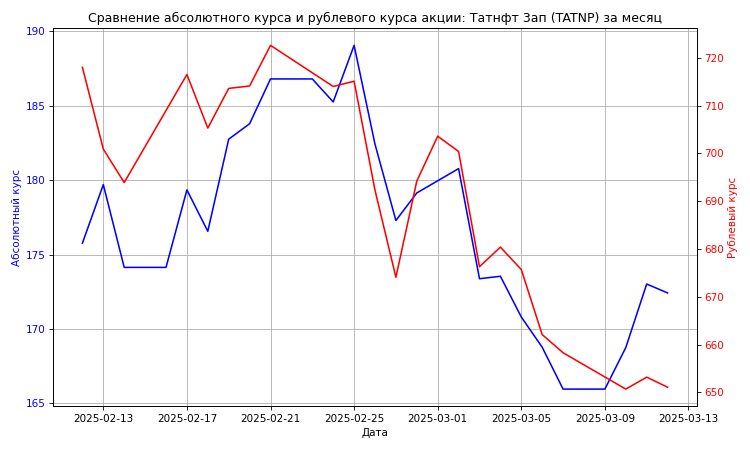 Сравнение абсолютного курса и рублевого курса акции: Татнфт 3ап (TATNP) за месяц
190
185
180
175
170
165
Абсолютный курс
720
710
700
690
680
670
660
650
Рублевый курс
2025-02-13 2025-02-17 2025-02-21 2025-02-25 2025-03-01 2025-03-05 2025-03-09 2025-03-13
Дата